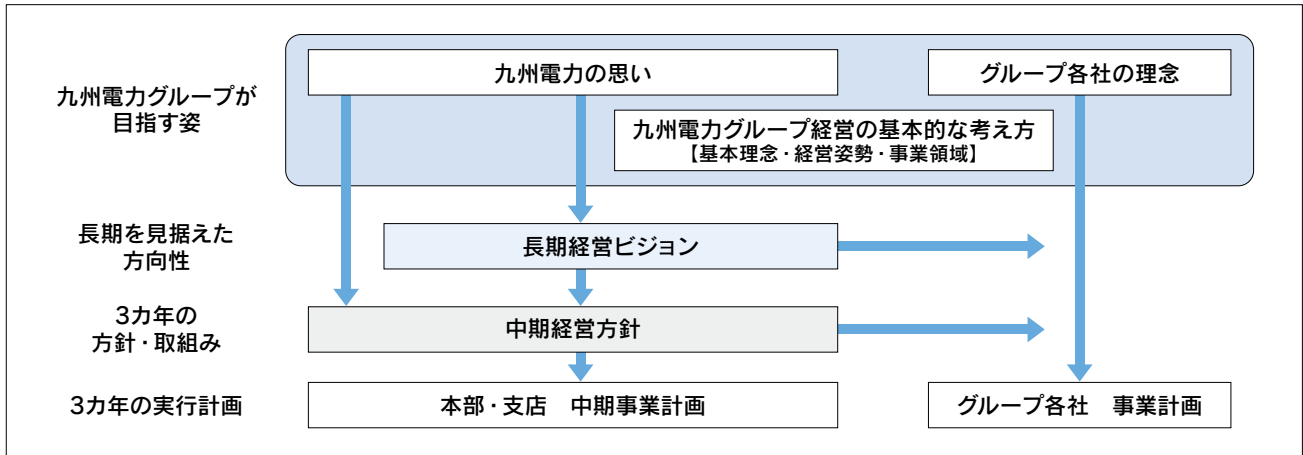 九州電力グループが
目指す姿
九州電力の思い
グループ各社の理念
九州電力グループ経営の基本的な考え方
【基本理念・経営姿勢・事業領域】
長期を見据えた
方向性
長期経営ビジョン
3カ年の
方針・取組み
中期経営方針
3カ年の実行計画
本部・支店　中期事業計画
グループ各社　事業計画